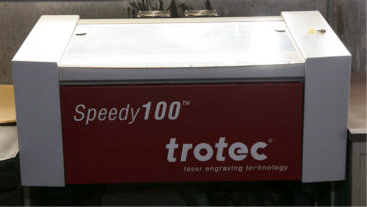 Speedy100™
trotec®
laser engraving technology